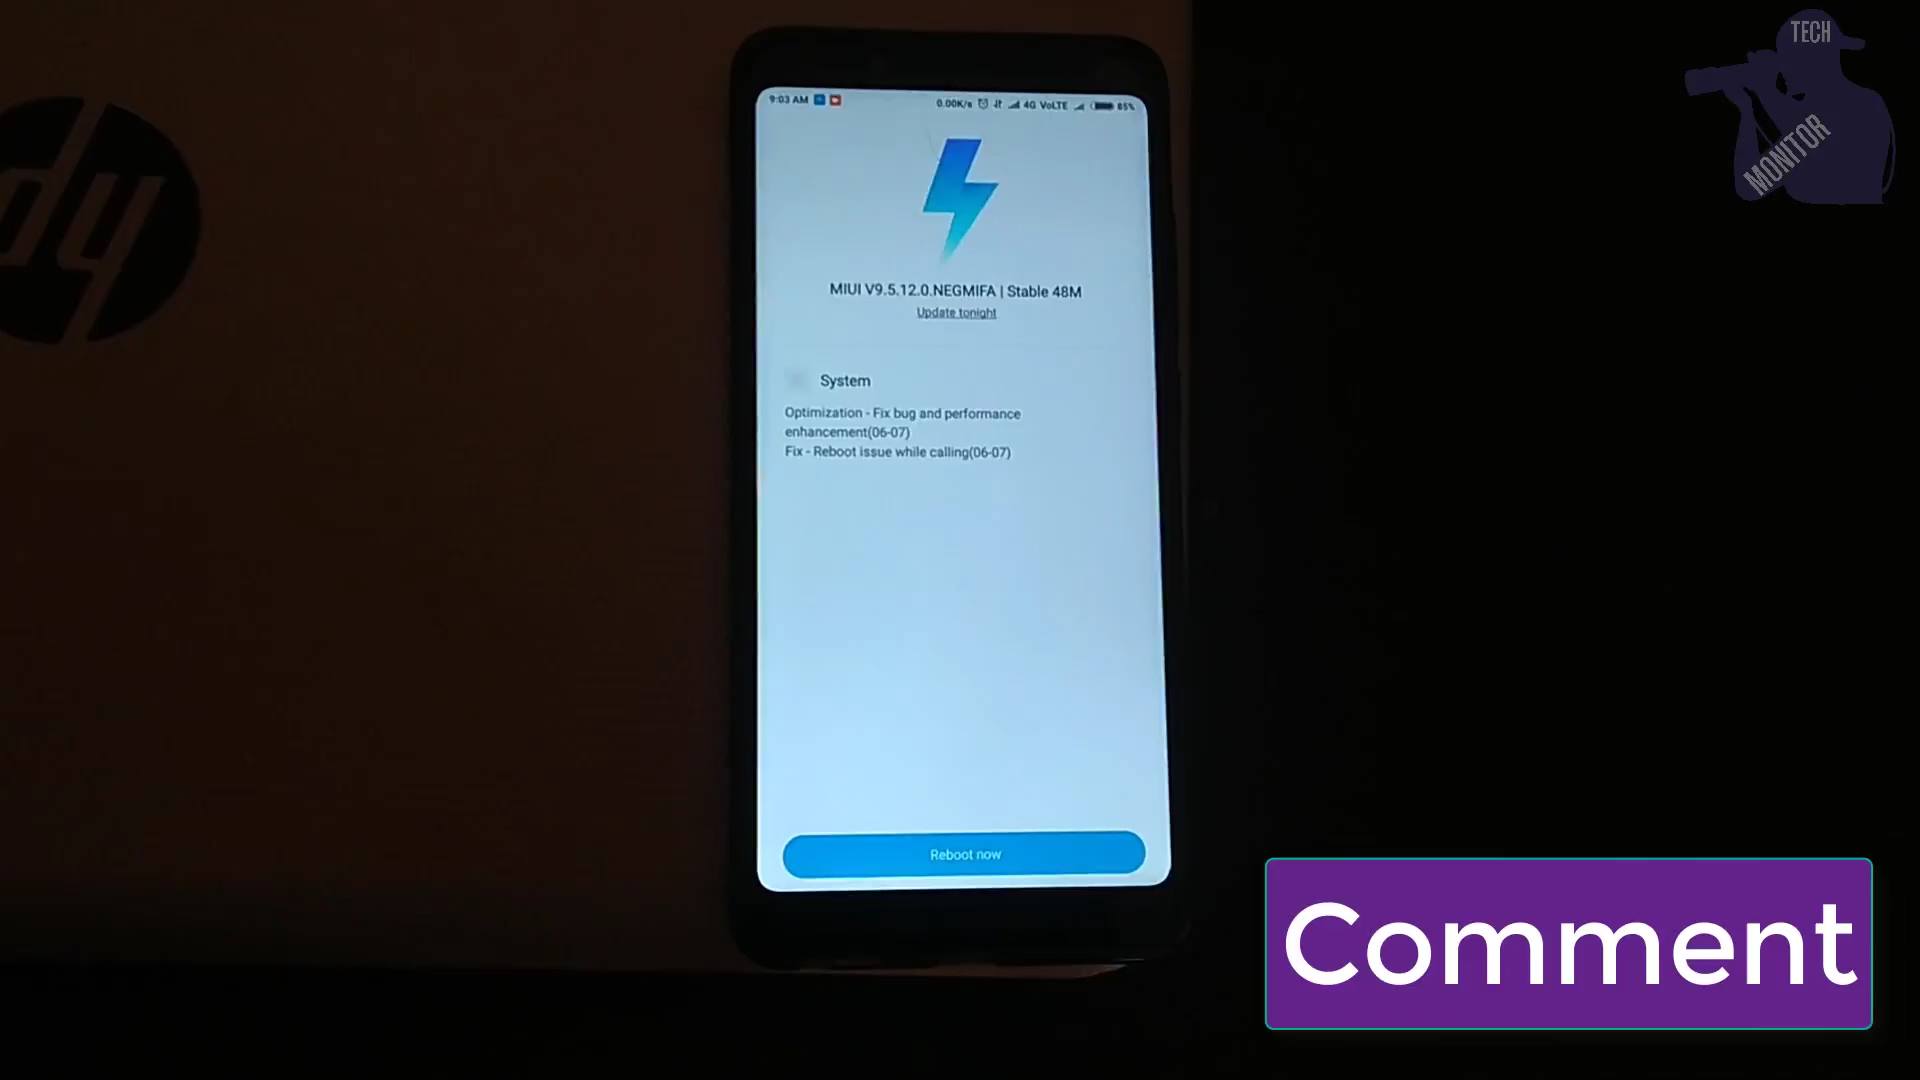 TECH
MONITOR
hp
9:03 AM 0.00K/s 4G VoLTE 85%
MIUI V9.5.12.0.NEGMIFA | Stable 48M
Update tonight
System
Optimization - Fix bug and performance
enhancement(06-07)
Fix - Reboot issue while calling(06-07)
Reboot now
Comment